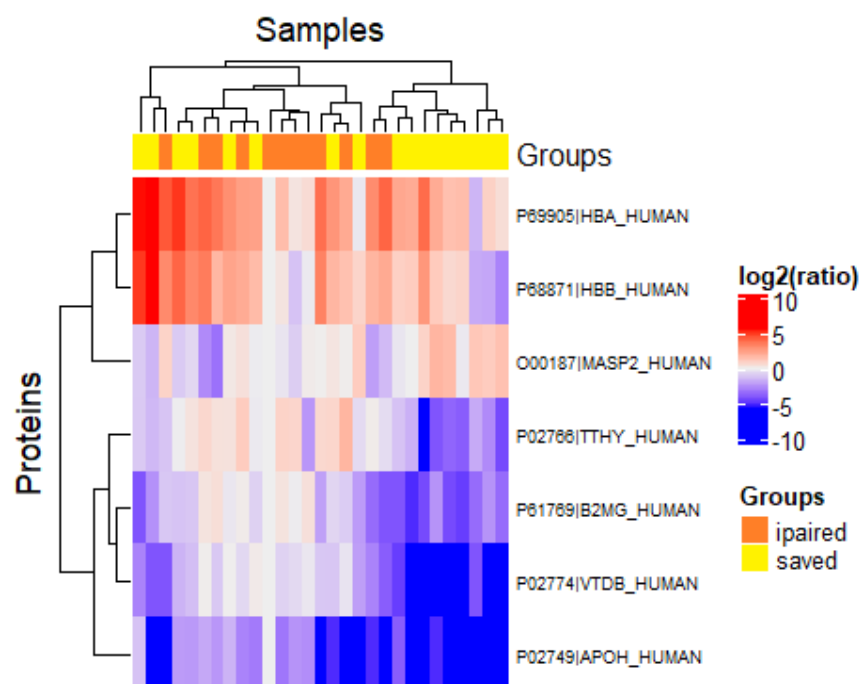 Samples
Groups
P69905|HBA_HUMAN
P68871|HBB_HUMAN
O00187|MASP2_HUMAN
P02766|TTHY_HUMAN
P61769|B2MG_HUMAN
P02774|VTDB_HUMAN
P02749|APOH_HUMAN
Proteins
log2(ratio)
10
5
0
-5
-10
Groups
ipaired
saved